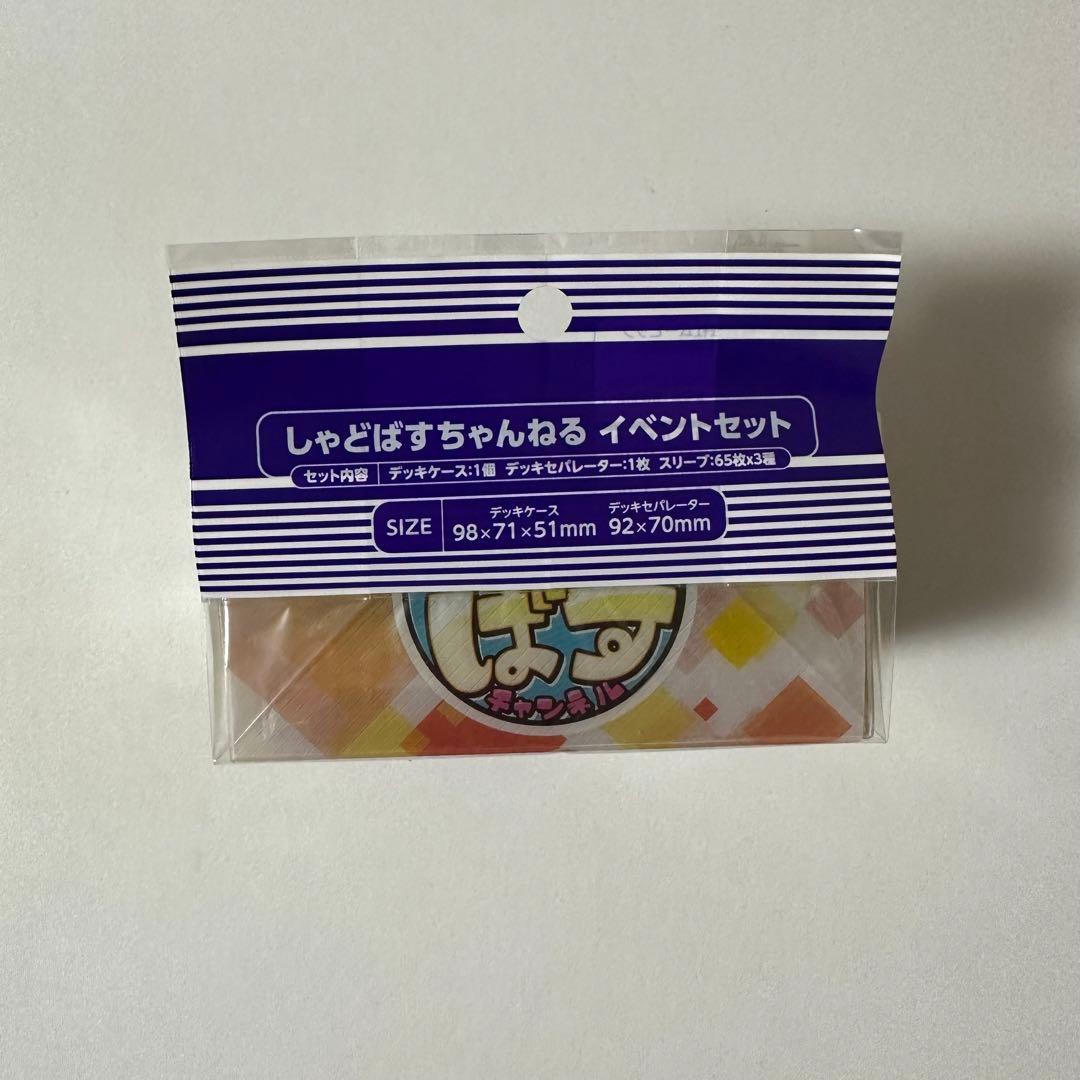 しゃどばすちゃんねる イベントセット
セット内容 デッキケース:1個 デッキセパレーター:1枚 スリーブ:65枚x3種
SIZE デッキケース 98×71×51mm デッキセパレーター 92×70mm
ばす
チャンネル